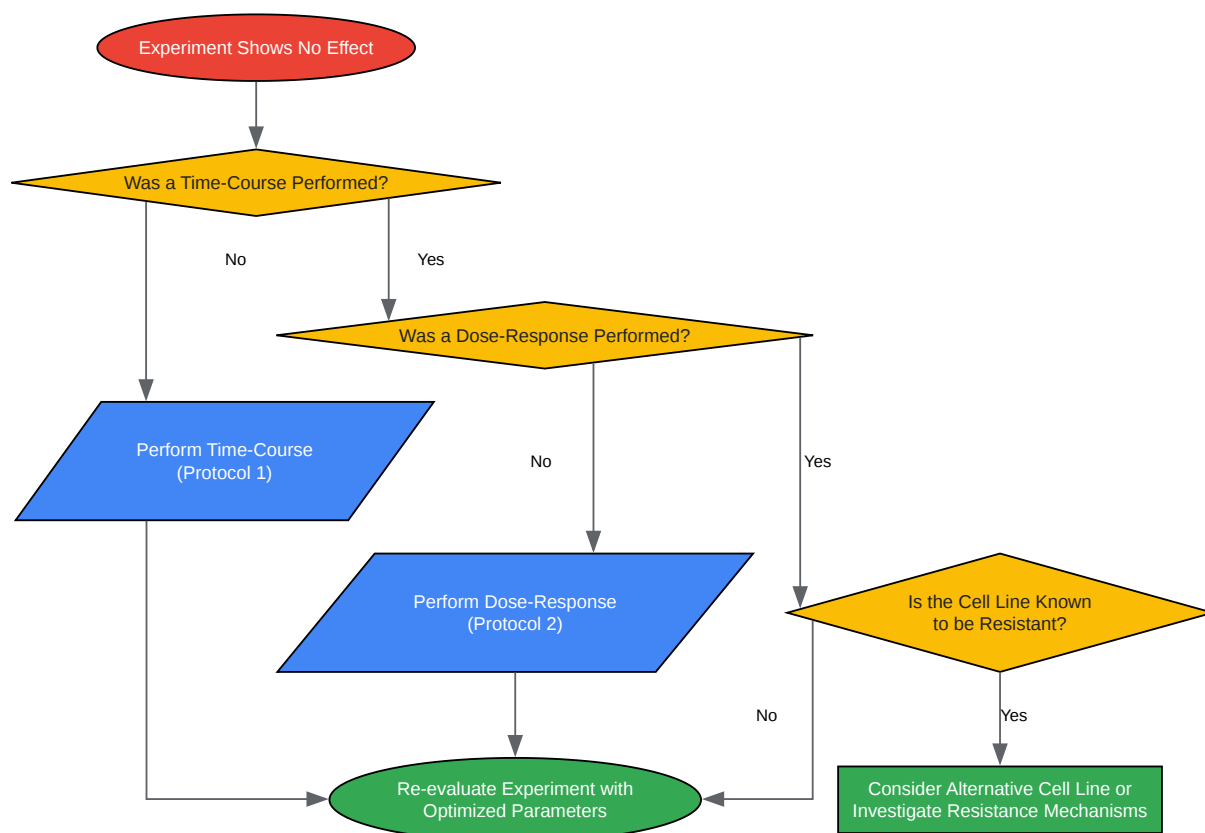 Experiment Shows No Effect
Was a Time-Course Performed?
No
Yes
Was a Dose-Response Performed?
Perform Time-Course
(Protocol 1)
No
Yes
Perform Dose-Response
(Protocol 2)
Is the Cell Line Known
to be Resistant?
No
Yes
Re-evaluate Experiment with
Optimized Parameters
Consider Alternative Cell Line or
Investigate Resistance Mechanisms